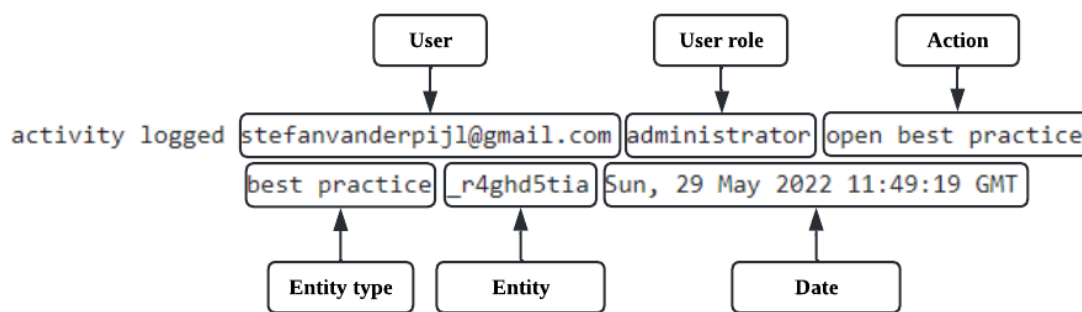 User User role Action
activity logged stefanvanderpijl@gmail.com administrator open best practice
best practice _r4ghd5tia Sun, 29 May 2022 11:49:19 GMT
Entity type Entity Date